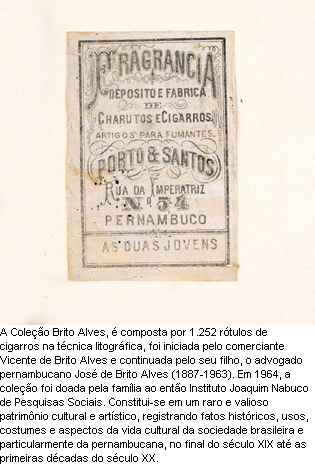 FRAGRANCIA
DEPOSITO E FABRICA
DE
CHARUTOS E CIGARROS
ARTIGOS PARA FUMANTES.
PORTO & SANTOS
RUA DA IMPERATRIZ
Nº 54
PERNAMBUCO
AS DUAS JOVENS
A Coleção Brito Alves, é composta por 1.252 rótulos de
cigarros na técnica litográfica, foi iniciada pelo comerciante
Vicente de Brito Alves e continuada pelo seu filho, o advogado
pernambucano José de Brito Alves (1887-1963). Em 1964, a
coleção foi doada pela família ao então Instituto Joaquim Nabuco
de Pesquisas Sociais. Constitui-se em um raro e valioso
patrimônio cultural e artístico, registrando fatos históricos, usos,
costumes e aspectos da vida cultural da sociedade brasileira e
particularmente da pernambucana, no final do século XIX até as
primeiras décadas do século XX.